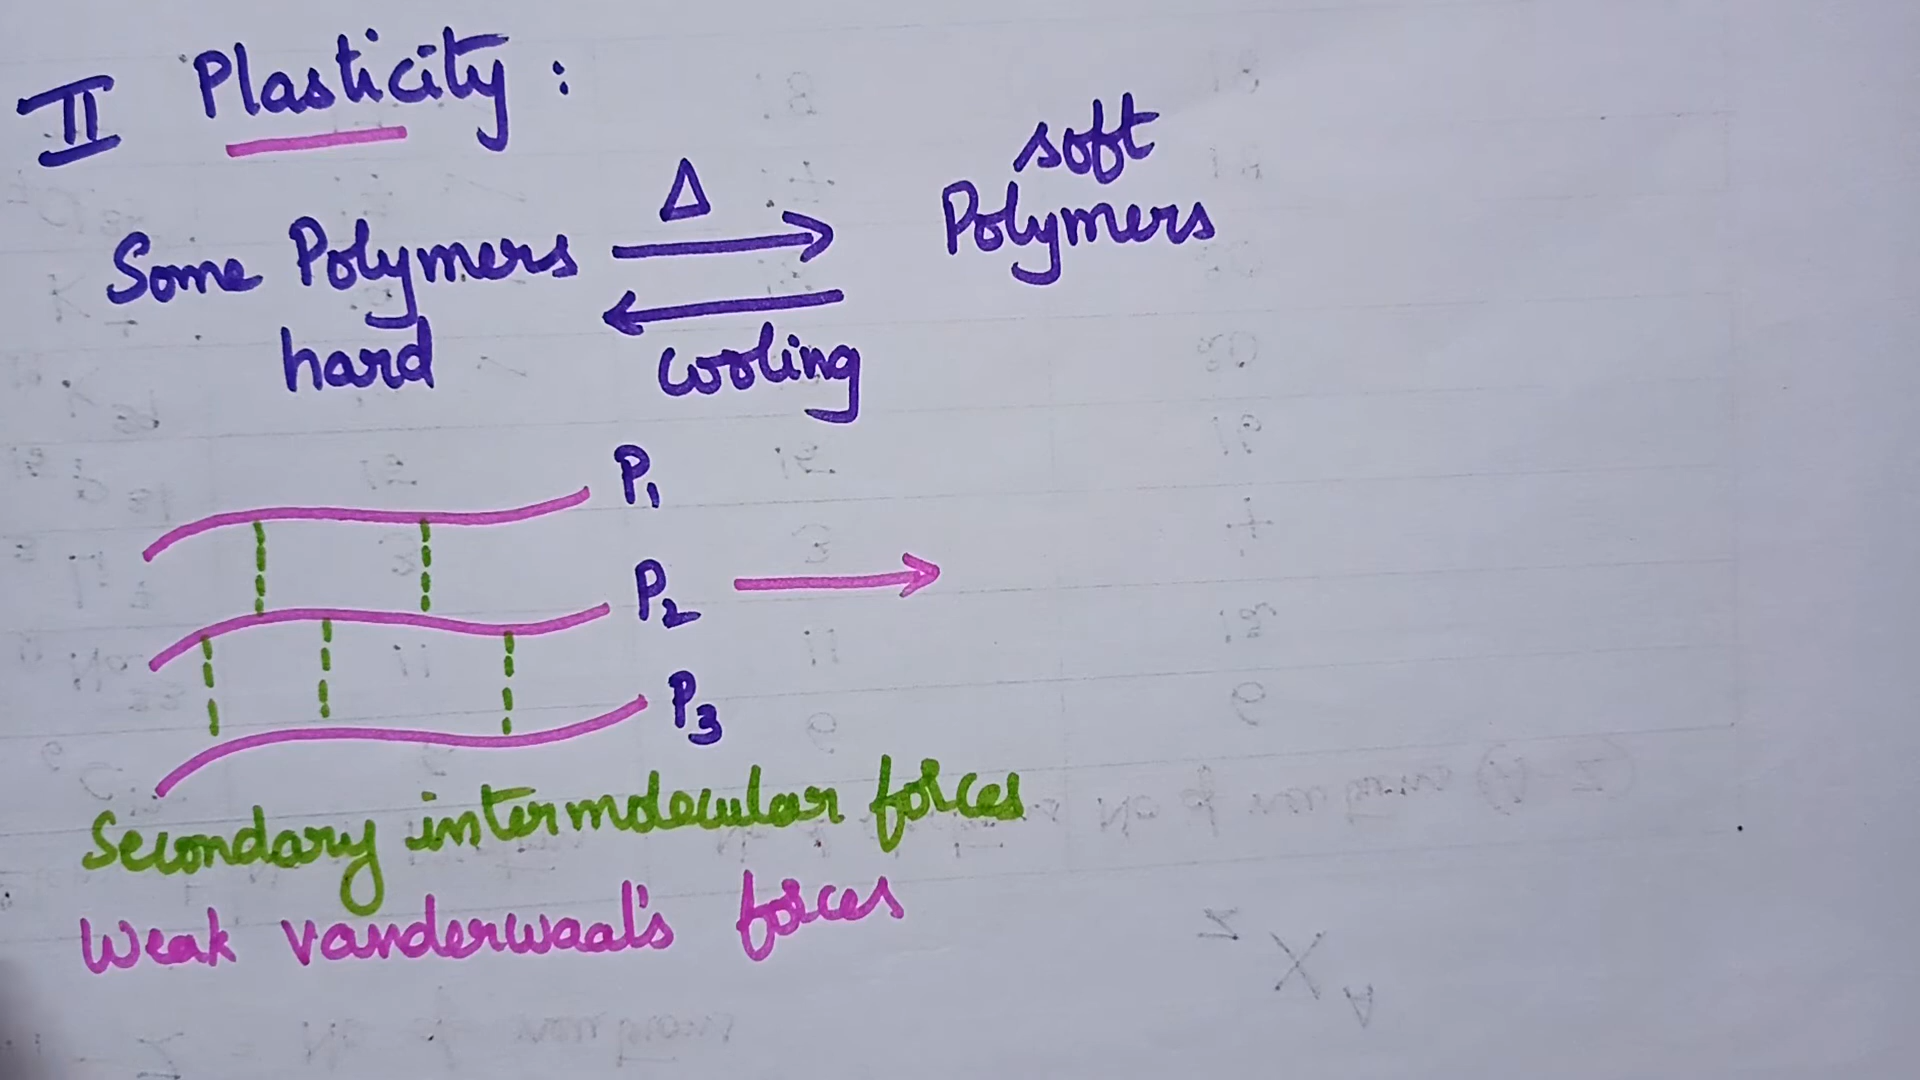 II Plasticity :
Δ
soft
Some Polymers ⇌ Polymers
hard cooling
P₁
P₂ →
P₃
Secondary intermolecular forces
Weak vanderwaal's forces